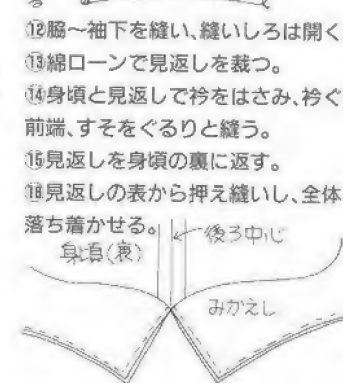 る
⑫脇〜袖下を縫い、縫いしろは開く
⑬綿ローンで見返しを裁つ。
⑭身頃と見返しで衿をはさみ、衿ぐ
前端、すそをぐるりと縫う。
⑮見返しを身頃の裏に返す。
⑯見返しの表から押え縫いし、全体
落ち着かせる。
後ろ中心
身頃(裏)
みかえし